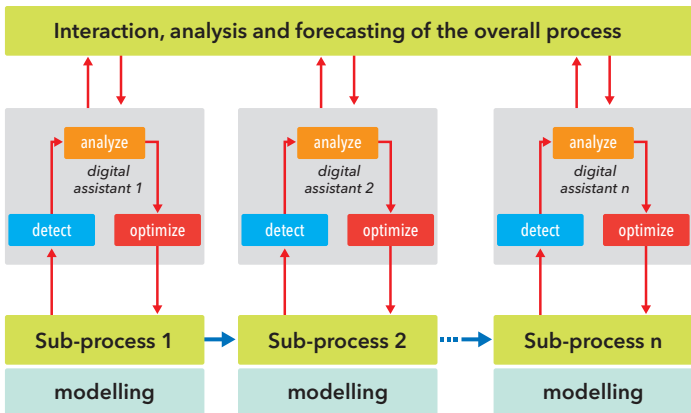 Interaction, analysis and forecasting of the overall process
analyze
digital
assistant 1
detect
optimize
analyze
digital
assistant 2
detect
optimize
analyze
digital
assistant n
detect
optimize
Sub-process 1
Sub-process 2
Sub-process n
modelling
modelling
modelling